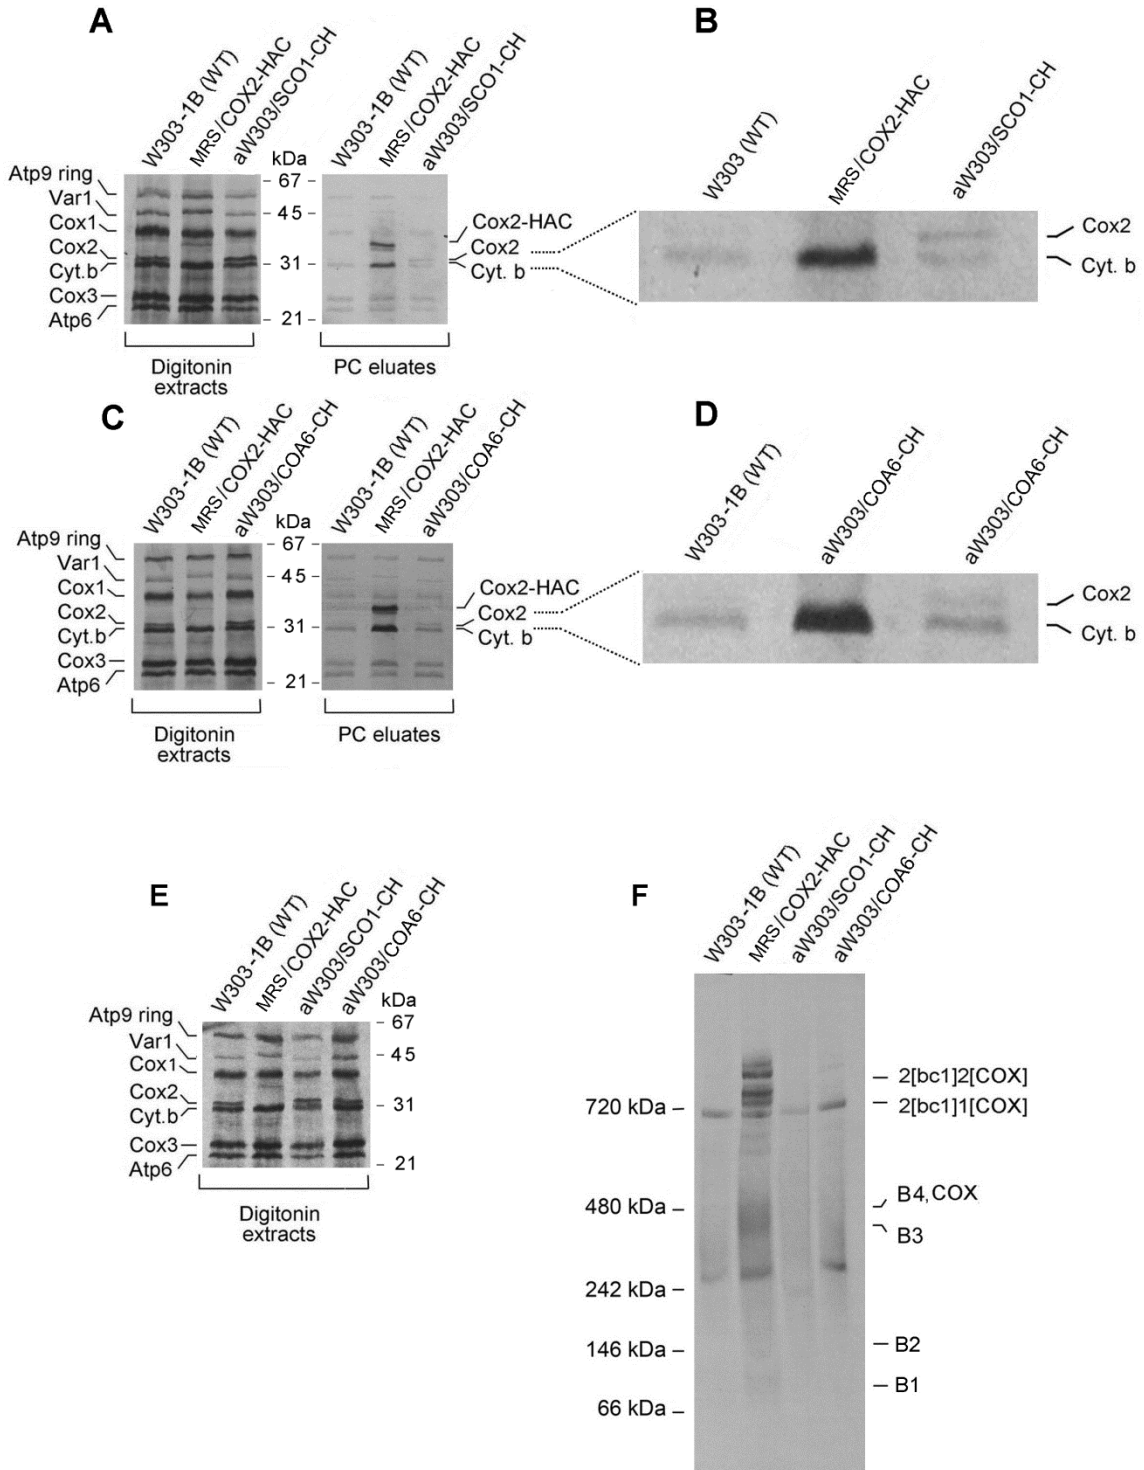 A
W303-1B (WT)
MRS/COX2-HAC
aW303/SCO1-CH
W303-1B (WT)
MRS/COX2-HAC
aW303/SCO1-CH
kDa
Atp9 ring
Var1
Cox1
Cox2
Cyt.b
Cox3
Atp6
67
45
31
21
Cox2-HAC
Cox2
Cyt. b
Digitonin
extracts
PC eluates
B
W303 (WT)
MRS/COX2-HAC
aW303/SCO1-CH
Cox2
Cyt. b
C
W303-1B (WT)
MRS/COX2-HAC
aW303/COA6-CH
W303-1B (WT)
MRS/COX2-HAC
aW303/COA6-CH
kDa
Atp9 ring
Var1
Cox1
Cox2
Cyt.b
Cox3
Atp6
67
45
31
21
Cox2-HAC
Cox2
Cyt. b
Digitonin
extracts
PC eluates
D
W303-1B (WT)
aW303/COA6-CH
aW303/COA6-CH
Cox2
Cyt. b
E
W303-1B (WT)
MRS/COX2-HAC
aW303/SCO1-CH
aW303/COA6-CH
kDa
Atp9 ring
Var1
Cox1
Cox2
Cyt.b
Cox3
Atp6
67
45
31
21
Digitonin
extracts
F
W303-1B (WT)
MRS/COX2-HAC
aW303/SCO1-CH
aW303/COA6-CH
720 kDa
480 kDa
242 kDa
146 kDa
66 kDa
2[bc1]2[COX]
2[bc1]1[COX]
B4, COX
B3
B2
B1